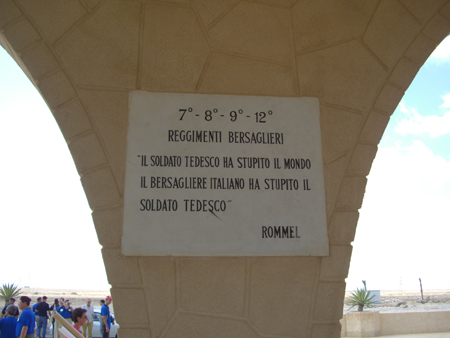 7° - 8° - 9° - 12°
REGGIMENTI BERSAGLIERI
"IL SOLDATO TEDESCO HA STUPITO IL MONDO
IL BERSAGLIERE ITALIANO HA STUPITO IL
SOLDATO TEDESCO"
ROMMEL